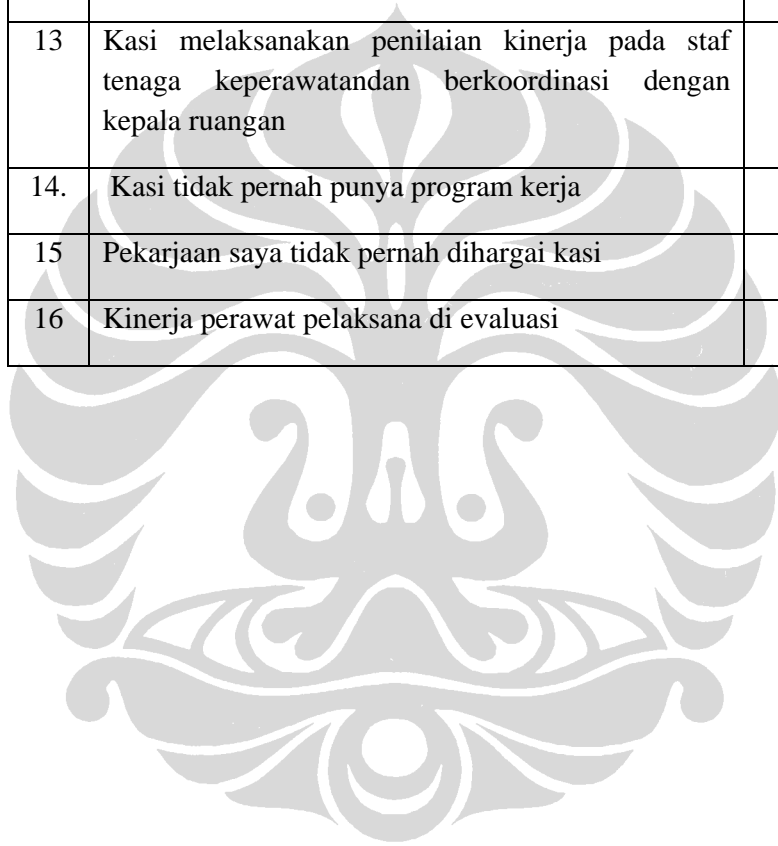 13 Kasi melaksanakan penilaian kinerja pada staf
tenaga keperawatandan berkoordinasi dengan
kepala ruangan
14. Kasi tidak pernah punya program kerja
15 Pekarjaan saya tidak pernah dihargai kasi
16 Kinerja perawat pelaksana di evaluasi